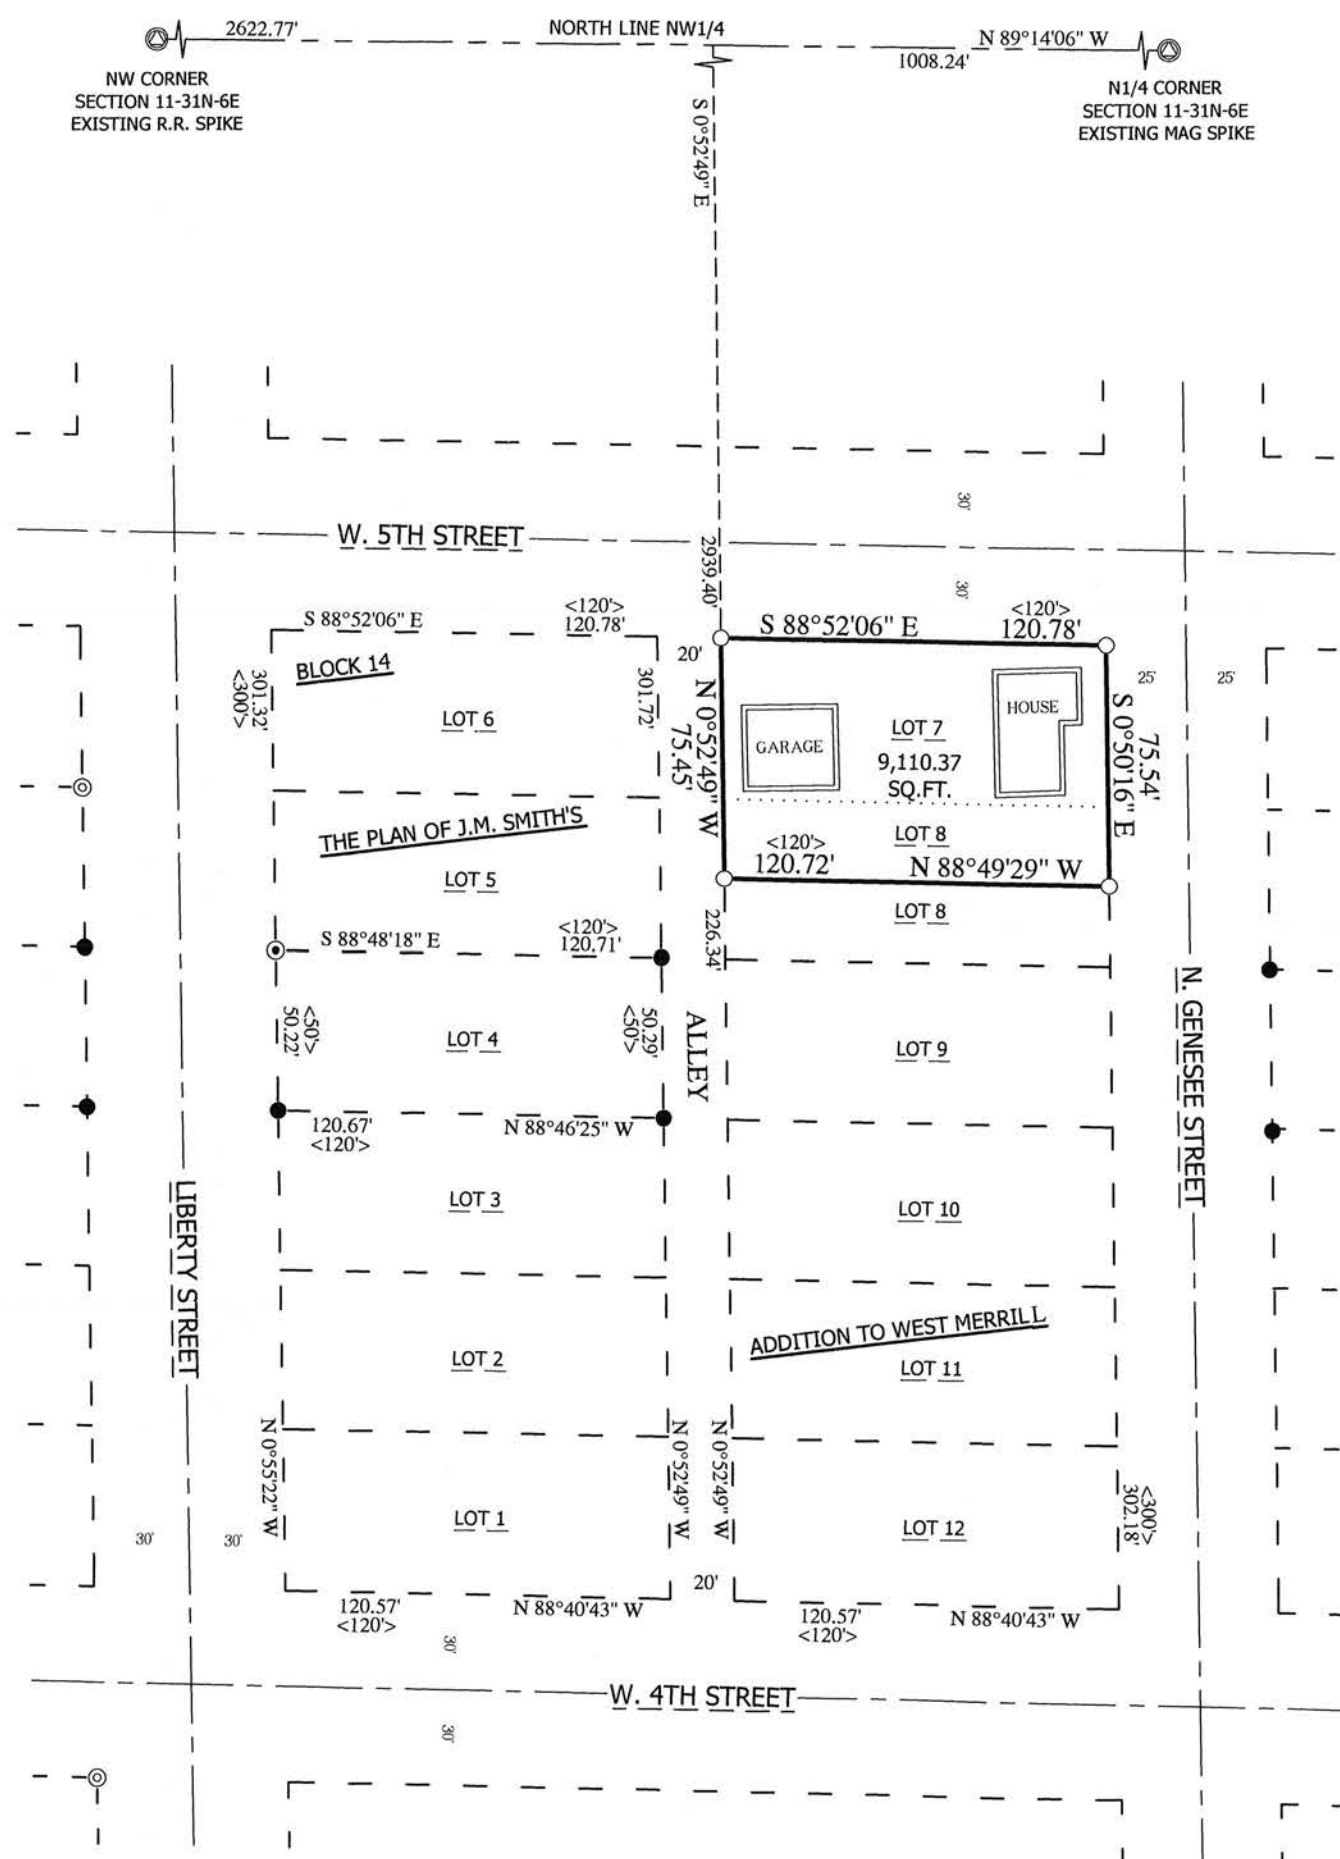 2622.77'
NORTH LINE NW1/4
N 89°14'06" W
1008.24'
NW CORNER
SECTION 11-31N-6E
EXISTING R.R. SPIKE
N1/4 CORNER
SECTION 11-31N-6E
EXISTING MAG SPIKE
S 0°52'49" E
2939.40'
30'
W. 5TH STREET
30'
S 88°52'06" E
<120'>
120.78'
20'
S 88°52'06" E
<120'>
120.78'
BLOCK 14
301.32'
<300'>
LOT 6
301.72'
N 0°52'49" W
75.45'
GARAGE
LOT 7
9,110.37
SQ.FT.
HOUSE
S 0°50'16" E
75.54'
25'
25'
THE PLAN OF J.M. SMITH'S
LOT 8
<120'>
120.72'
N 88°49'29" W
LOT 5
LOT 8
226.34'
S 88°48'18" E
<120'>
120.71'
<50'>
50.22'
LOT 4
50.29'
<50'>
ALLEY
LOT 9
N. GENESEE STREET
120.67'
<120'>
N 88°46'25" W
LOT 3
LOT 10
LIBERTY STREET
LOT 2
ADDITION TO WEST MERRILL
LOT 11
N 0°55'22" W
N 0°52'49" W
N 0°52'49" W
LOT 1
LOT 12
<300'>
302.18'
30'
30'
20'
120.57'
<120'>
N 88°40'43" W
120.57'
<120'>
N 88°40'43" W
30'
W. 4TH STREET
30'